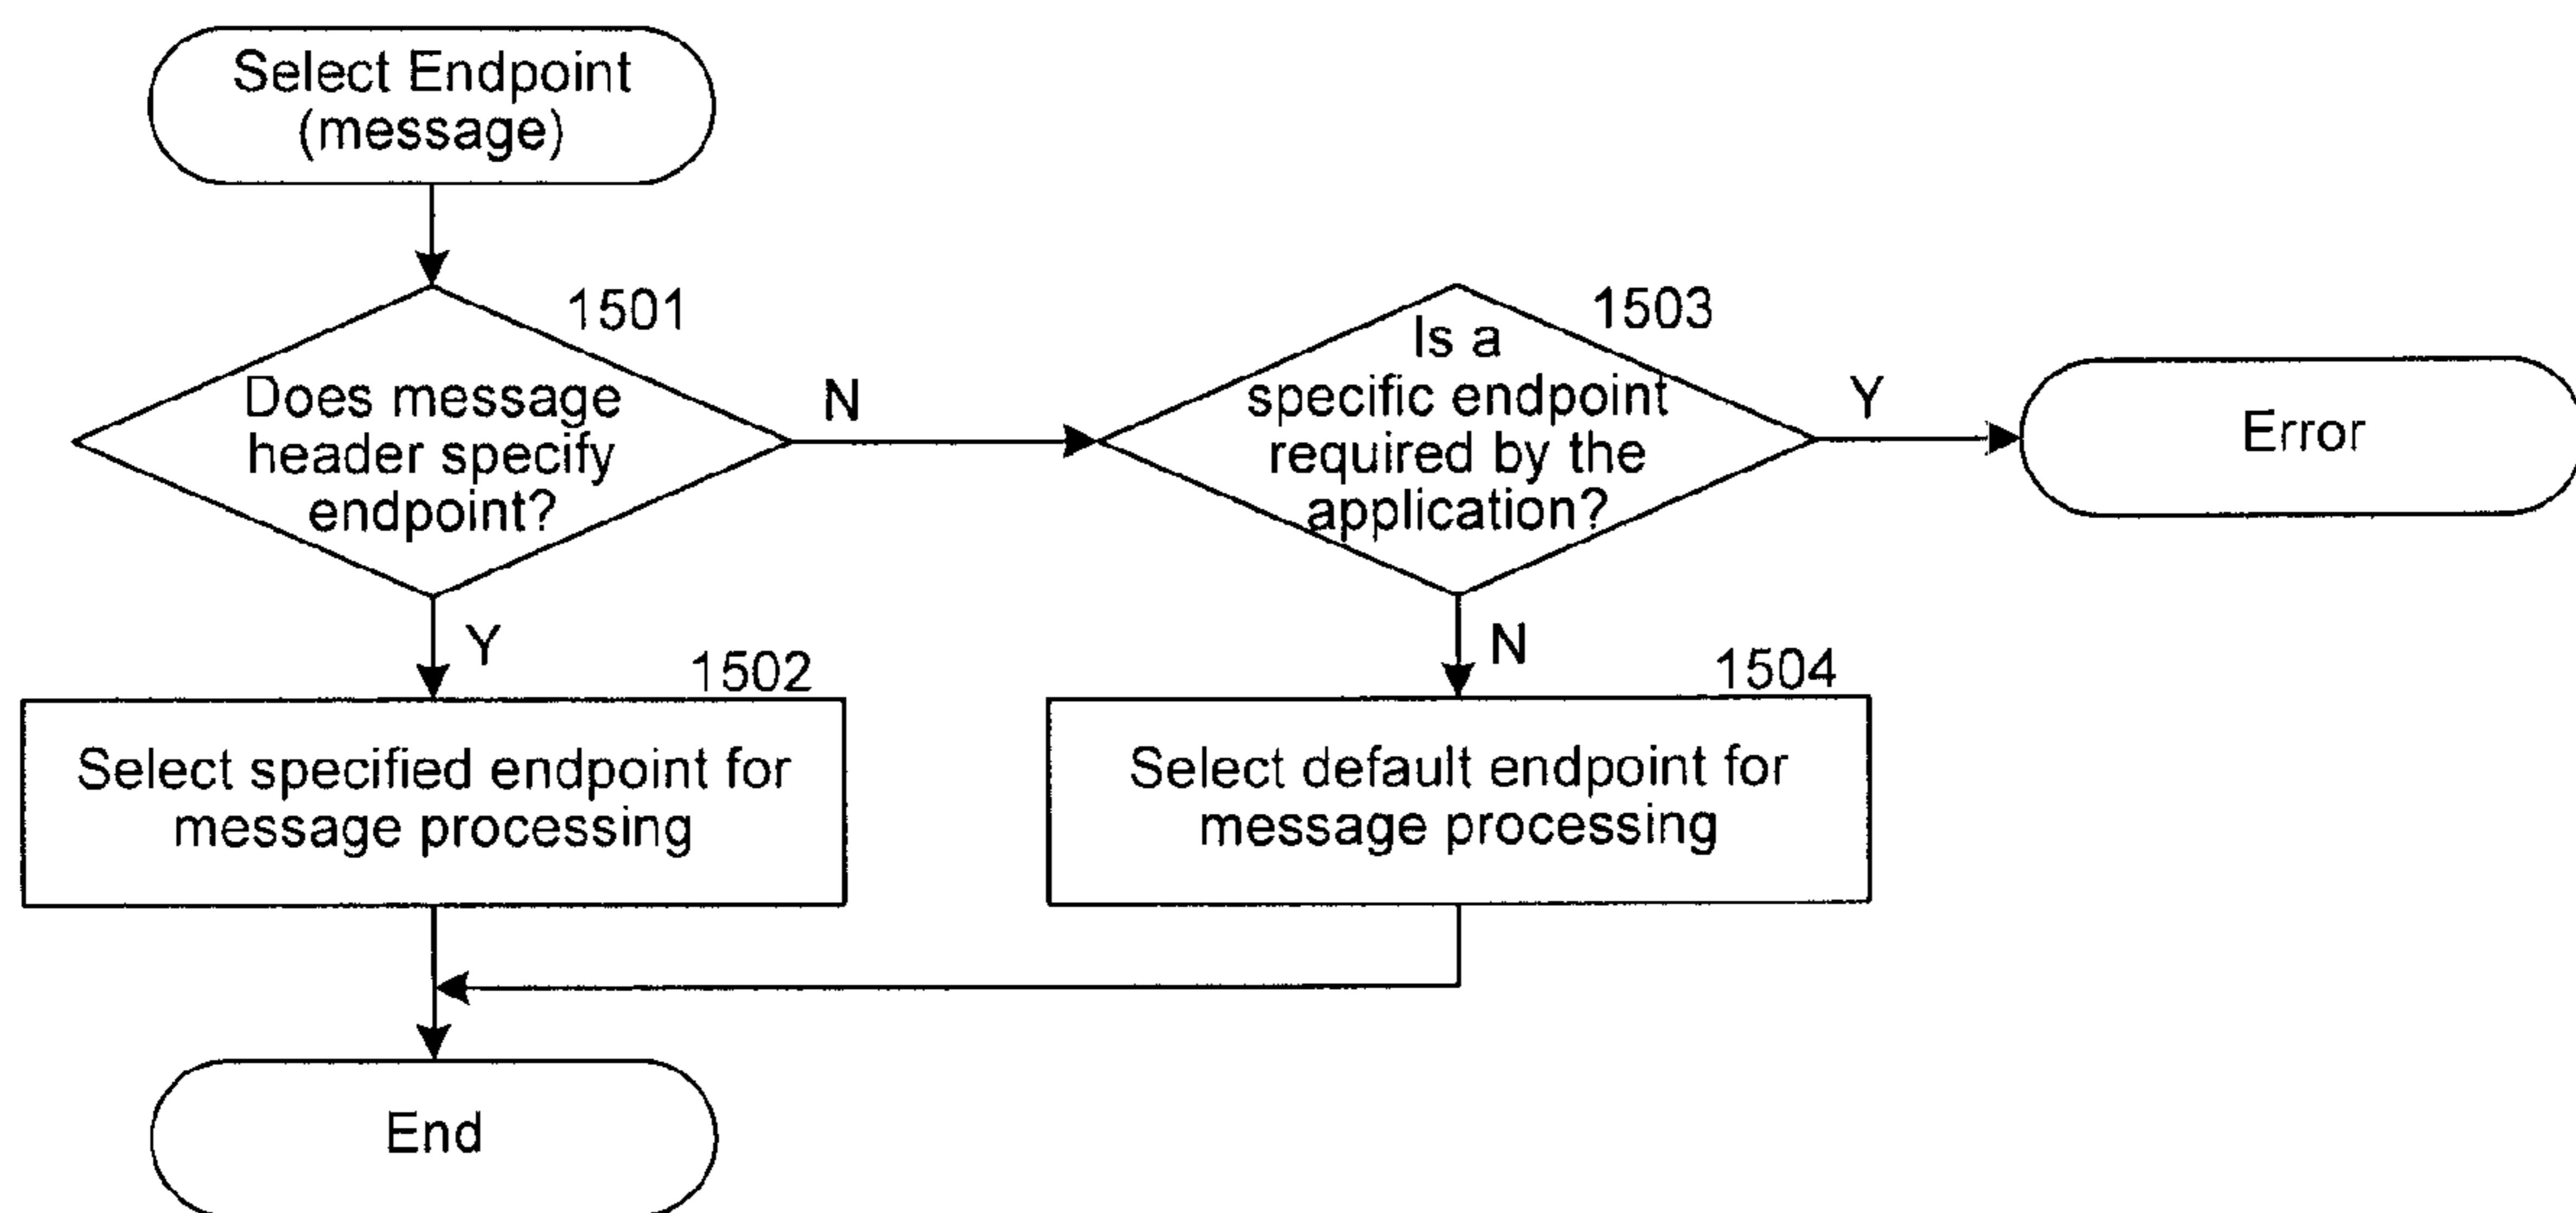 Select Endpoint
(message)
1501
Does message
header specify
endpoint?
N
Y
1503
Is a
specific endpoint
required by the
application?
Y
N
Error
1502
Select specified endpoint for
message processing
1504
Select default endpoint for
message processing
End